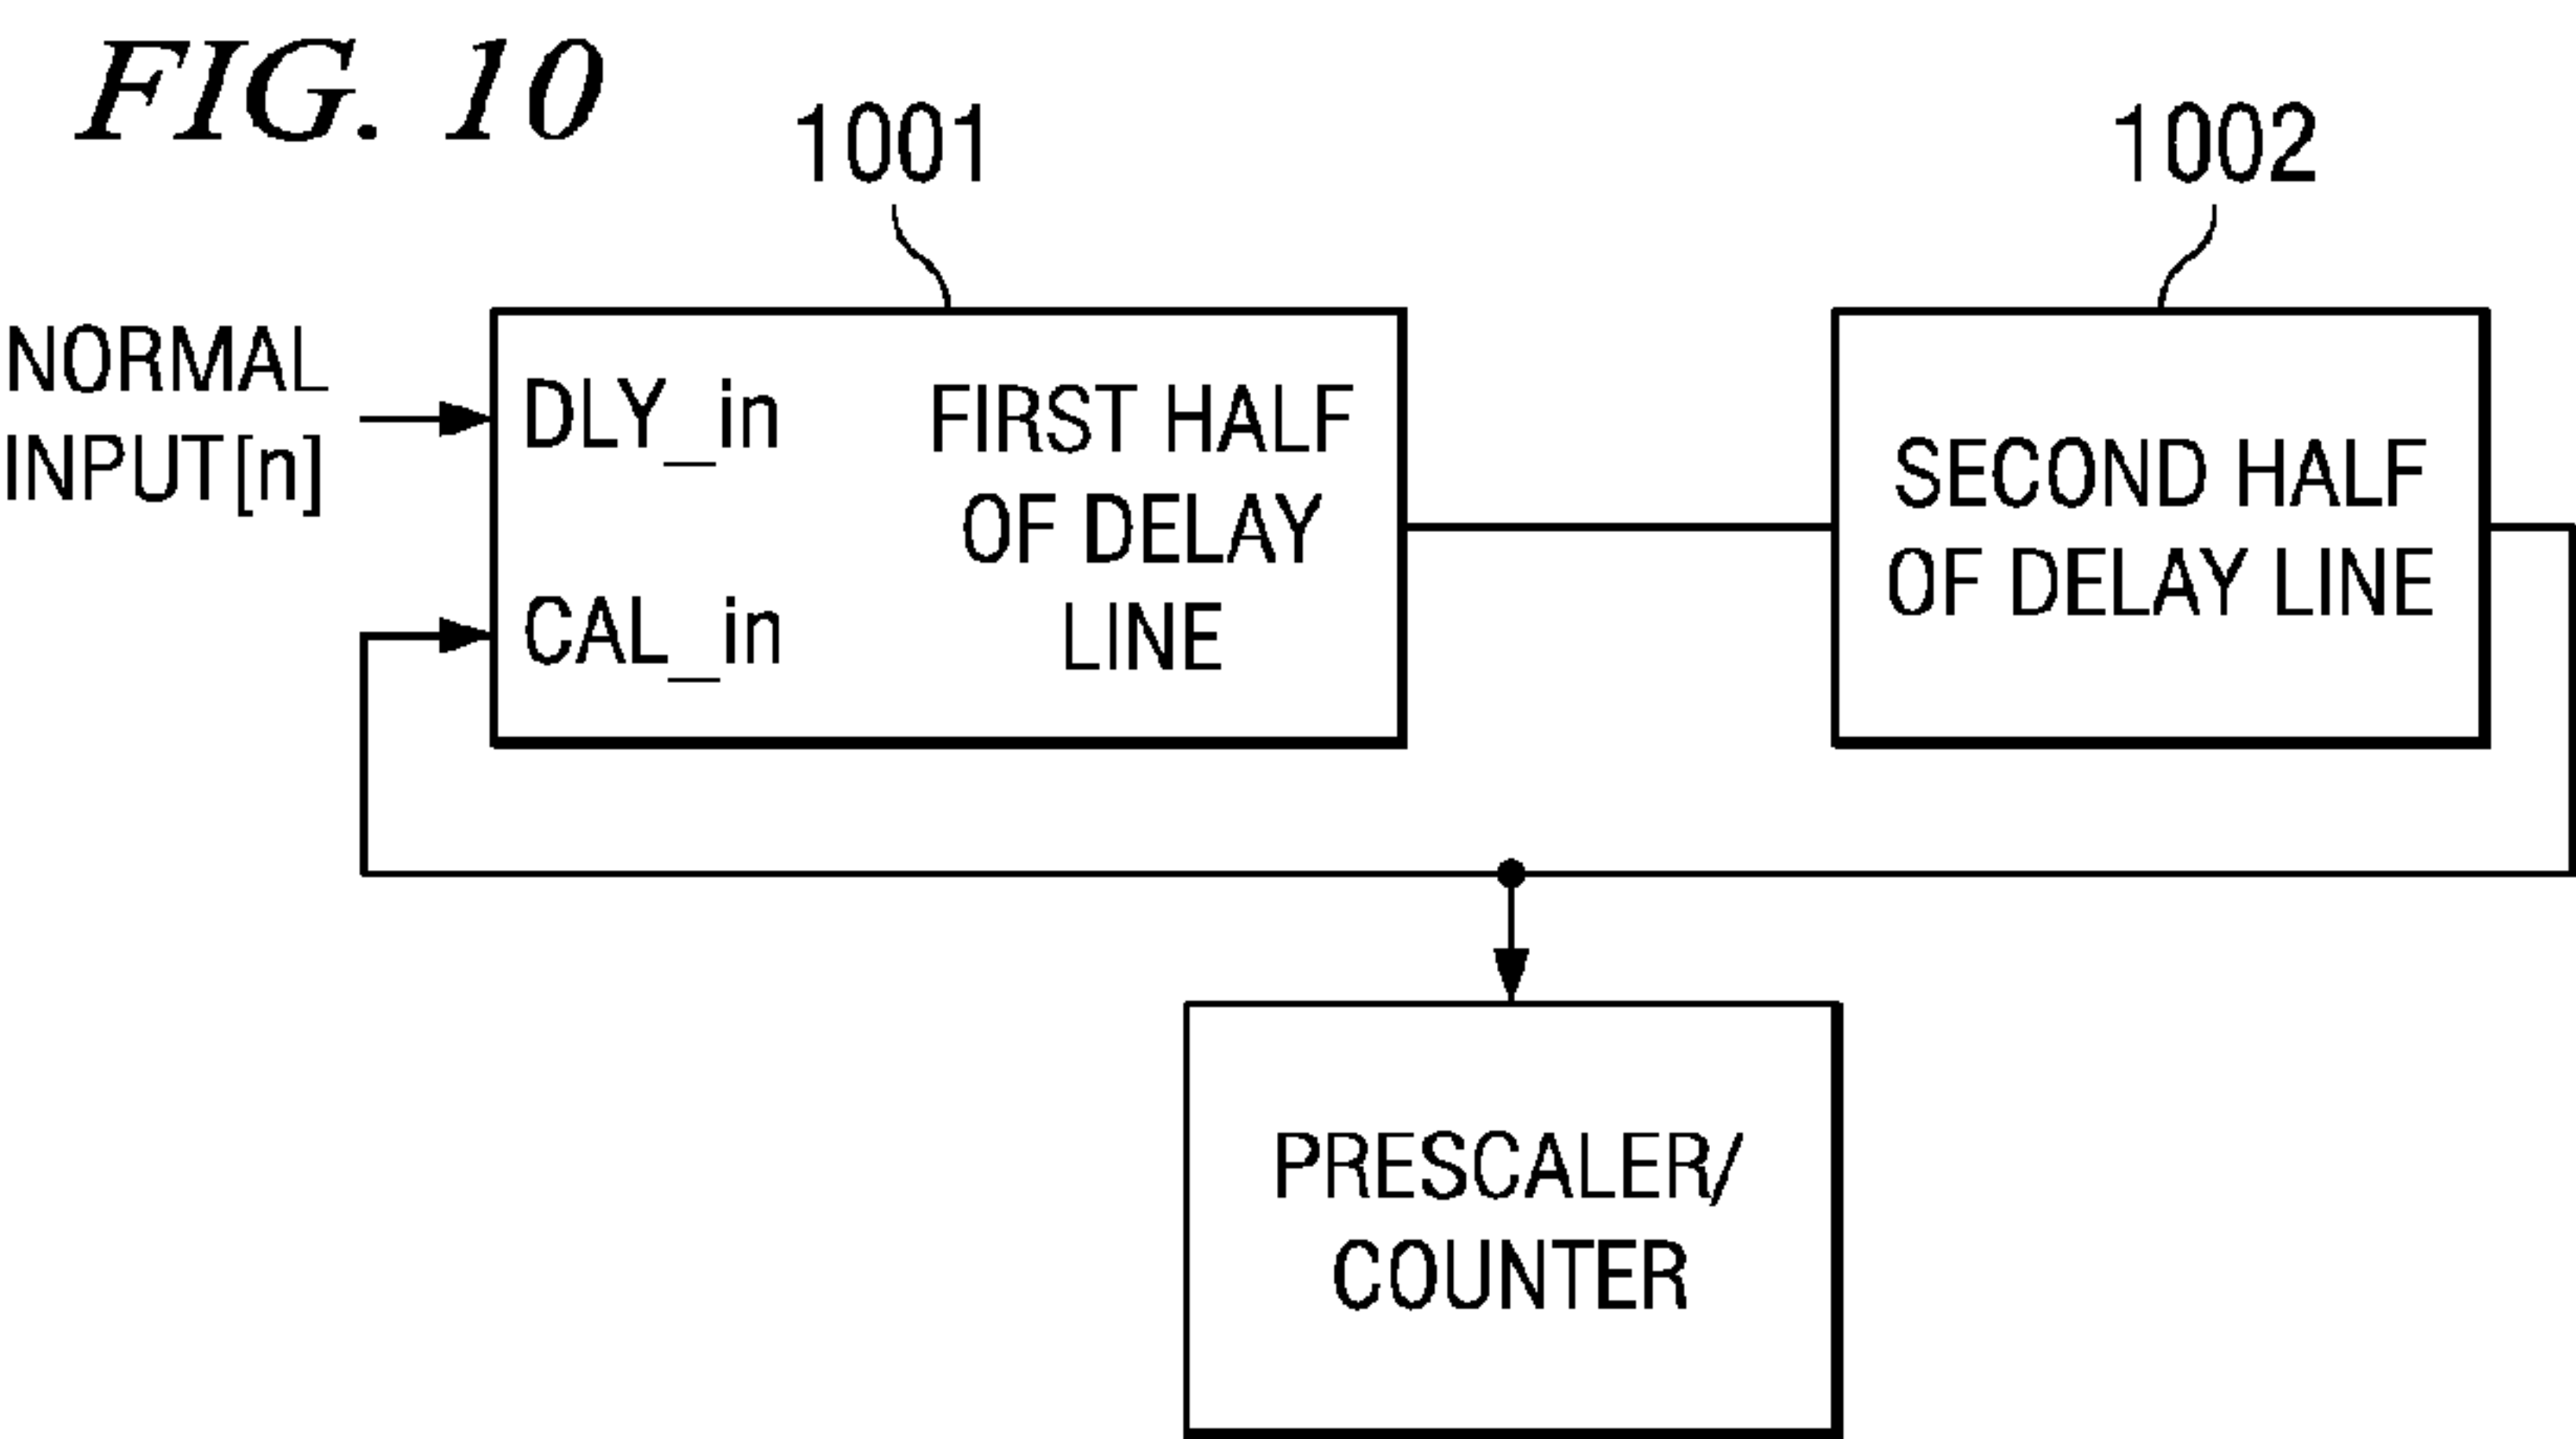 FIG. 10
1001
1002
NORMAL
INPUT[n]
DLY_in
CAL_in
FIRST HALF
OF DELAY
LINE
SECOND HALF
OF DELAY LINE
PRESCALER/
COUNTER